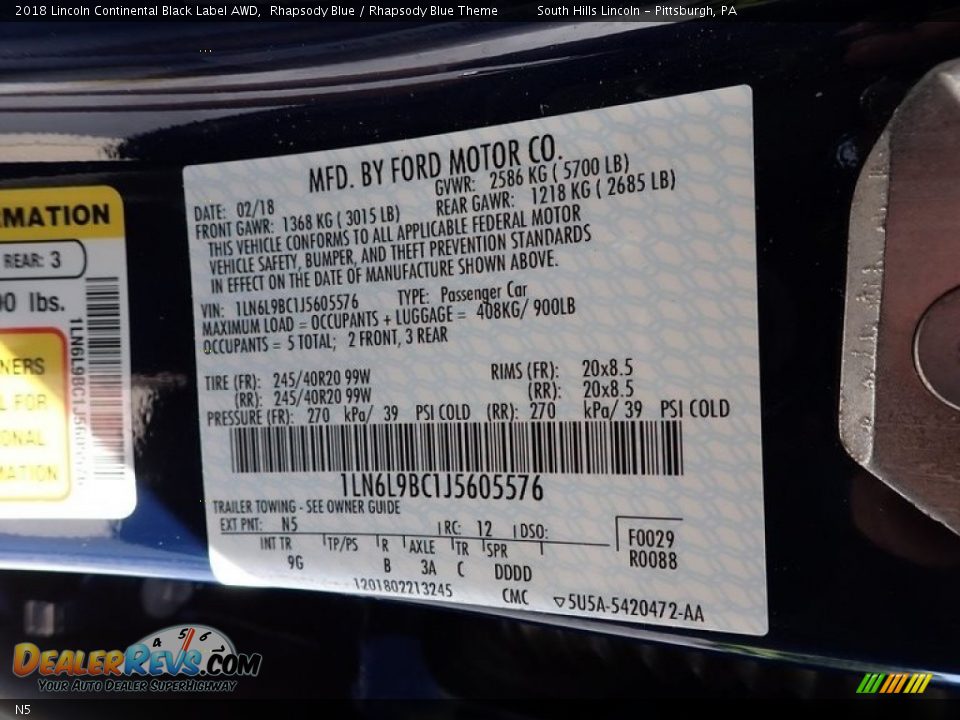 2018 Lincoln Continental Black Label AWD,  Rhapsody Blue / Rhapsody Blue Theme        South Hills Lincoln - Pittsburgh, PA
RMATION
REAR: 3
lbs.
1LN6L9BC1J5605576
NERS
L FOR
ONAL
MATION
MFD. BY FORD MOTOR CO.
DATE: 02/18 GVWR: 2586 KG ( 5700 LB)
FRONT GAWR: 1368 KG ( 3015 LB) REAR GAWR: 1218 KG ( 2685 LB)
THIS VEHICLE CONFORMS TO ALL APPLICABLE FEDERAL MOTOR
VEHICLE SAFETY, BUMPER, AND THEFT PREVENTION STANDARDS
IN EFFECT ON THE DATE OF MANUFACTURE SHOWN ABOVE.
VIN: 1LN6L9BC1J5605576 TYPE: Passenger Car
MAXIMUM LOAD = OCCUPANTS + LUGGAGE = 408KG/ 900LB
OCCUPANTS = 5 TOTAL; 2 FRONT, 3 REAR
TIRE (FR): 245/40R20 99W RIMS (FR): 20x8.5
(RR): 245/40R20 99W (RR): 20x8.5
PRESSURE (FR): 270 kPa/ 39 PSI COLD (RR): 270 kPa/ 39 PSI COLD
1LN6L9BC1J5605576
TRAILER TOWING - SEE OWNER GUIDE
EXT PNT: N5 RC: 12 DSO: F0029
INT TR TP/PS R AXLE TR SPR R0088
9G B 3A C DDDD
1201802213245 CMC ▽5U5A-5420472-AA
4 5 6
DEALERREVS.COM
Your Auto Dealer SuperHighway
N5